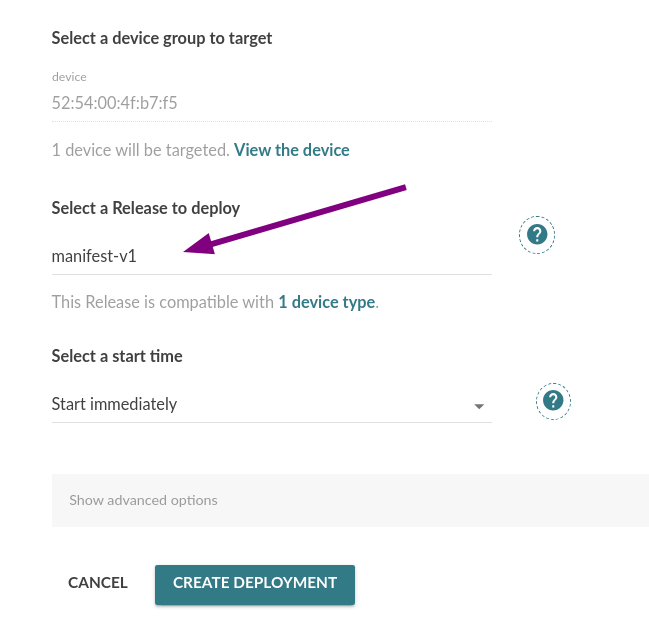 Select a device group to target
device
52:54:00:4f:b7:f5
1 device will be targeted. View the device
Select a Release to deploy
manifest-v1
?
This Release is compatible with 1 device type.
Select a start time
Start immediately
?
Show advanced options
CANCEL
CREATE DEPLOYMENT